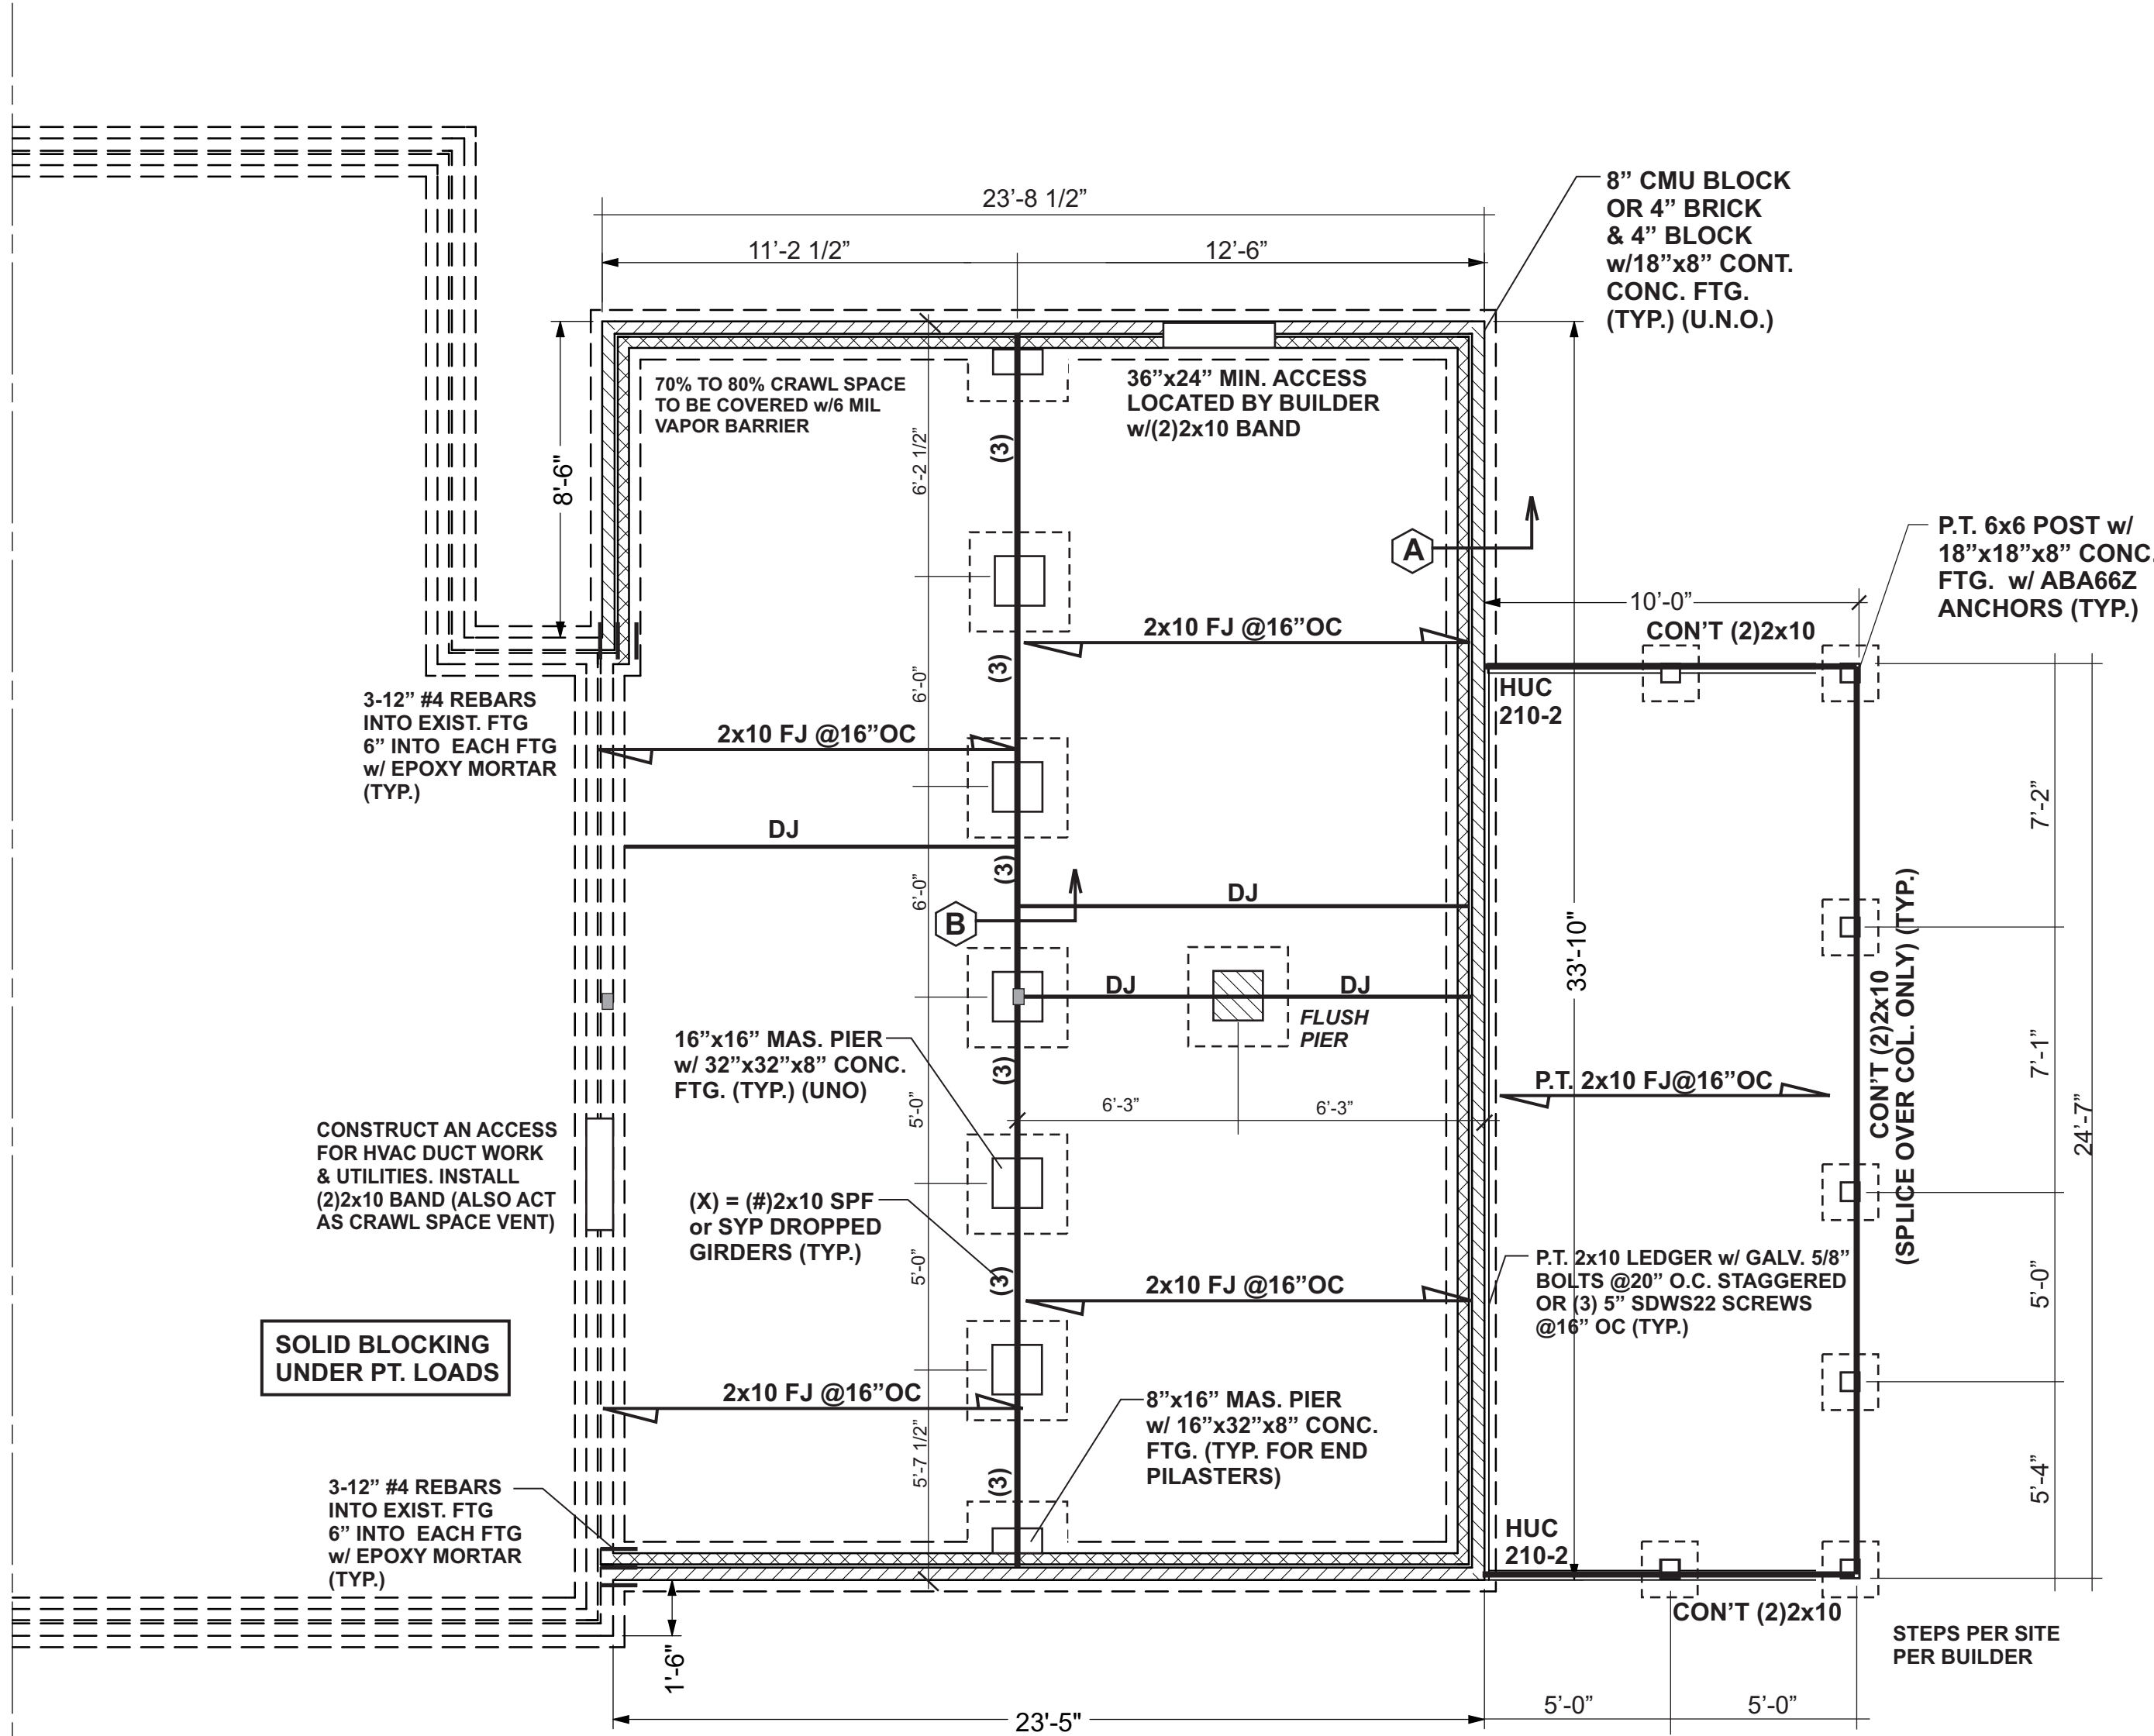 23'-8 1/2”
11'-2 1/2”
12'-6”
8” CMU BLOCK
OR 4” BRICK
& 4” BLOCK
w/18”x8” CONT.
CONC. FTG.
(TYP.) (U.N.O.)
70% TO 80% CRAWL SPACE
TO BE COVERED w/6 MIL
VAPOR BARRIER
36”x24” MIN. ACCESS
LOCATED BY BUILDER
w/(2)2x10 BAND
8'-6"
6'-2 1/2”
(3)
A
P.T. 6x6 POST w/
18”x18”x8” CONC.
FTG. w/ ABA66Z
ANCHORS (TYP.)
10'-0”
CON'T (2)2x10
2x10 FJ @16”OC
(3)
6'-0”
HUC
210-2
3-12” #4 REBARS
INTO EXIST. FTG
6” INTO EACH FTG
w/ EPOXY MORTAR
(TYP.)
2x10 FJ @16”OC
7'-2”
DJ
(3)
6'-0”
DJ
B
33'-10"
CON'T (2)2x10
(SPLICE OVER COL. ONLY) (TYP.)
DJ
DJ
FLUSH
PIER
16”x16” MAS. PIER
w/ 32”x32”x8” CONC.
FTG. (TYP.) (UNO)
(3)
5'-0”
6'-3”
6'-3”
P.T. 2x10 FJ@16”OC
7'-1”
24'-7”
CONSTRUCT AN ACCESS
FOR HVAC DUCT WORK
& UTILITIES. INSTALL
(2)2x10 BAND (ALSO ACT
AS CRAWL SPACE VENT)
(X) = (#)2x10 SPF
or SYP DROPPED
GIRDERS (TYP.)
5'-0”
(3)
2x10 FJ @16”OC
P.T. 2x10 LEDGER w/ GALV. 5/8”
BOLTS @20” O.C. STAGGERED
OR (3) 5” SDWS22 SCREWS
@16” OC (TYP.)
5'-0”
SOLID BLOCKING
UNDER PT. LOADS
2x10 FJ @16”OC
8”x16” MAS. PIER
w/ 16”x32”x8” CONC.
FTG. (TYP. FOR END
PILASTERS)
5'-7 1/2”
(3)
5'-4”
3-12” #4 REBARS
INTO EXIST. FTG
6” INTO EACH FTG
w/ EPOXY MORTAR
(TYP.)
HUC
210-2
CON'T (2)2x10
STEPS PER SITE
PER BUILDER
1'-6"
23'-5"
5'-0”
5'-0”